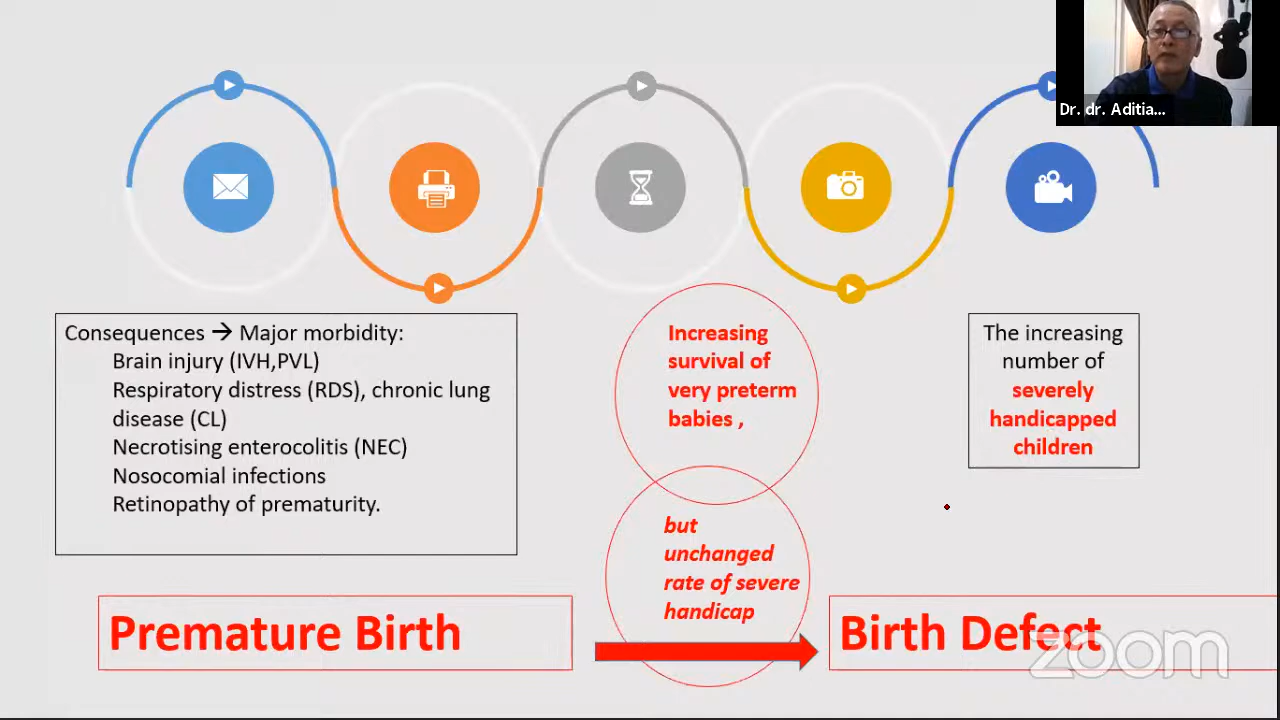 Dr. dr. Aditia...
Consequences → Major morbidity:
Brain injury (IVH,PVL)
Respiratory distress (RDS), chronic lung
disease (CL)
Necrotising enterocolitis (NEC)
Nosocomial infections
Retinopathy of prematurity.
Increasing
survival of
very preterm
babies ,
but
unchanged
rate of severe
handicap
The increasing
number of
severely
handicapped
children
Premature Birth
Birth Defect
zoom